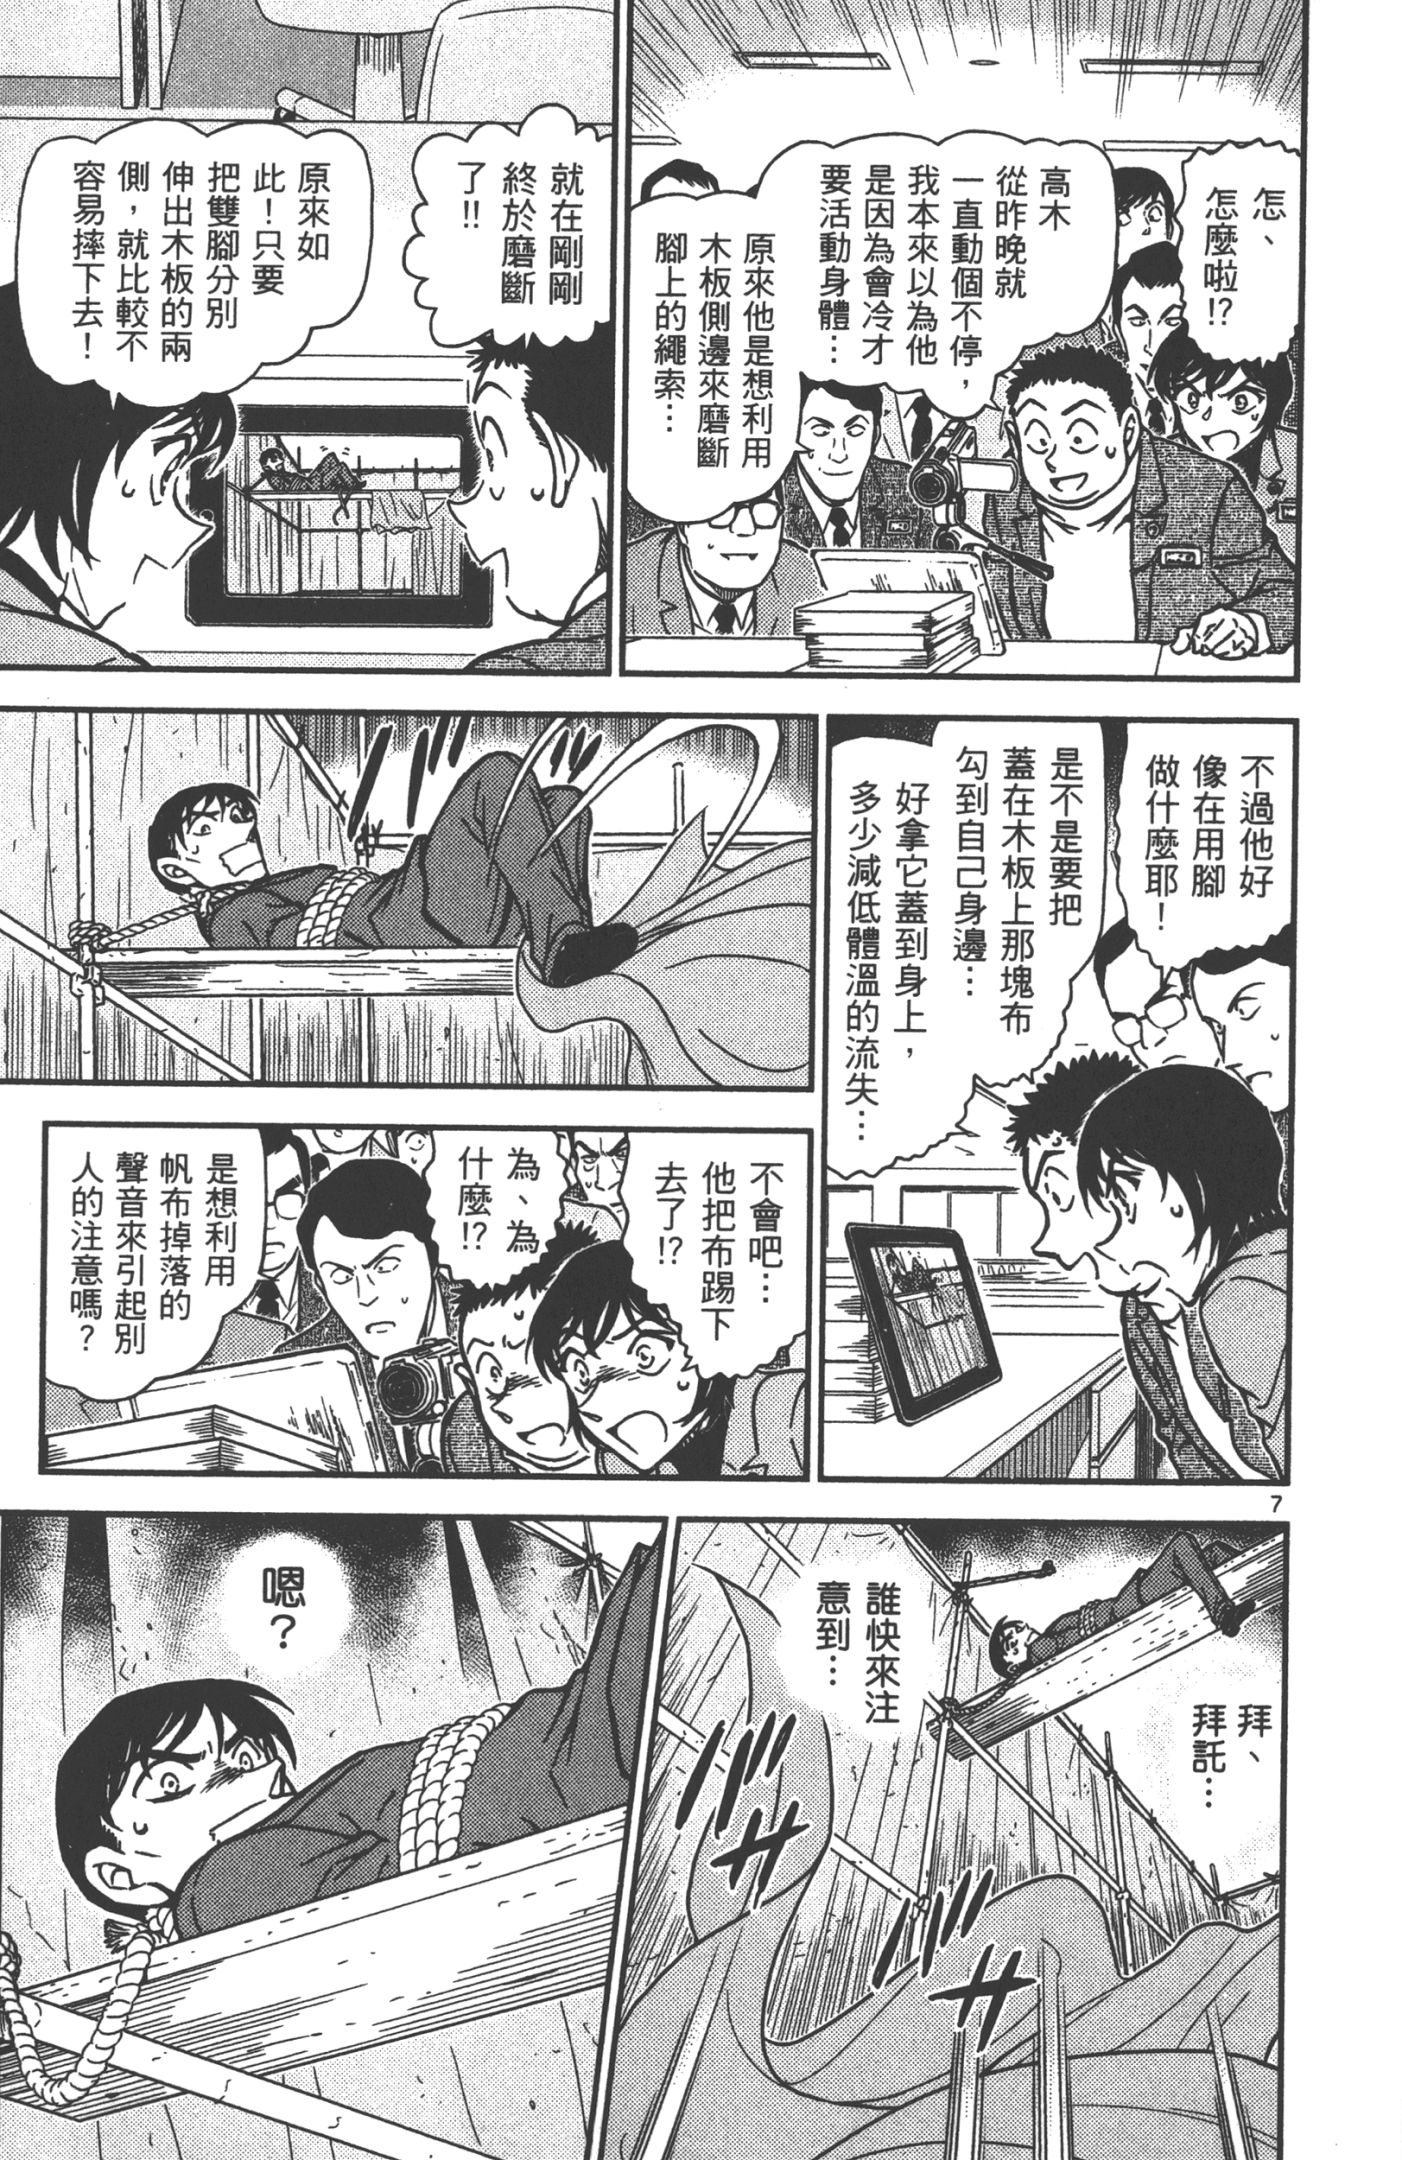 怎、
怎麼啦!?
高木
從昨晚就
一直動個不停，
我本來以為他
是因為會冷才
要活動身體…
原來他是想利用
木板側邊來磨斷
腳上的繩索…
就在剛剛
終於磨斷
了!!
原來如
此！只要
把雙腳分別
伸出木板的兩
側，就比較不
容易摔下去！
不過他好
像在用腳
做什麼耶！
是不是要把
蓋在木板上那塊布
勾到自己身邊…
好拿它蓋到身上，
多少減低體溫的流失…
不會吧…
他把布踢下
去了!?
為、為
什麼!?
是想利用
帆布掉落的
聲音來引起別
人的注意嗎？
7
拜、
拜託…
誰快來注
意到…
嗯？